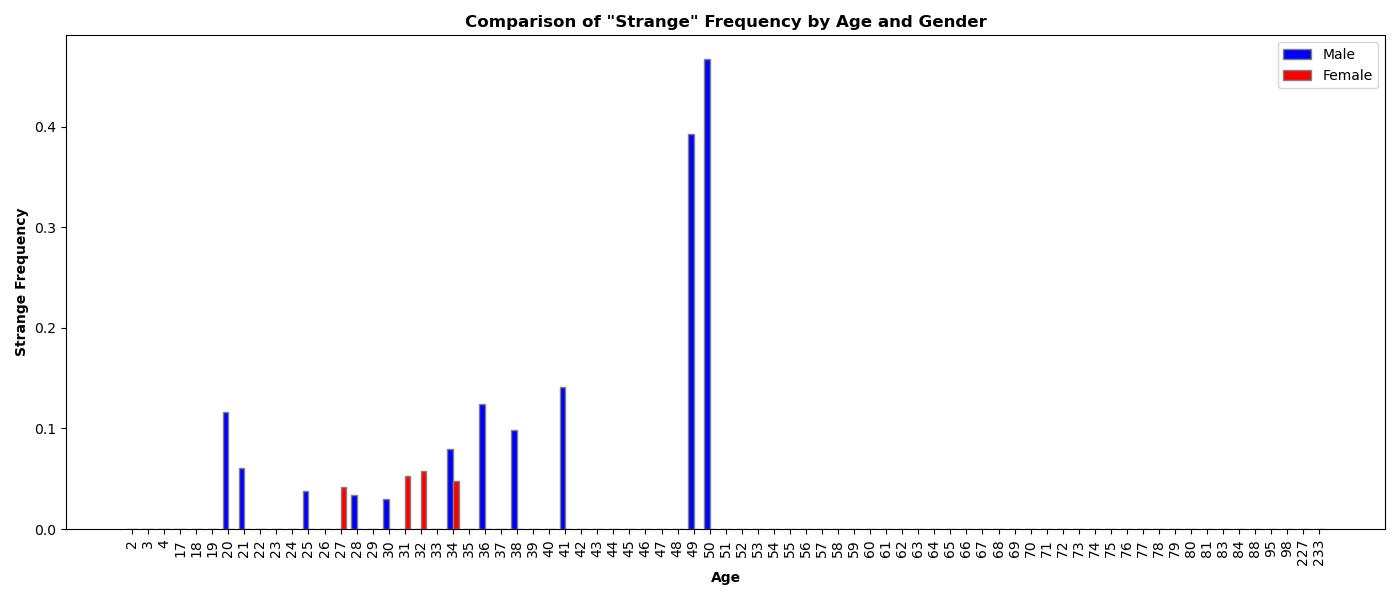 Comparison of "Strange" Frequency by Age and Gender
Male
Female
Strange Frequency
0.4
0.3
0.2
0.1
0.0
2 3 4 17 18 19 20 21 22 23 24 25 26 27 28 29 30 31 32 33 34 35 36 37 38 39 40 41 42 43 44 45 46 47 48 49 50 51 52 53 54 55 56 57 58 59 60 61 62 63 64 65 66 67 68 69 70 71 72 73 74 75 76 77 78 79 80 81 83 84 88 95 98 227 233
Age